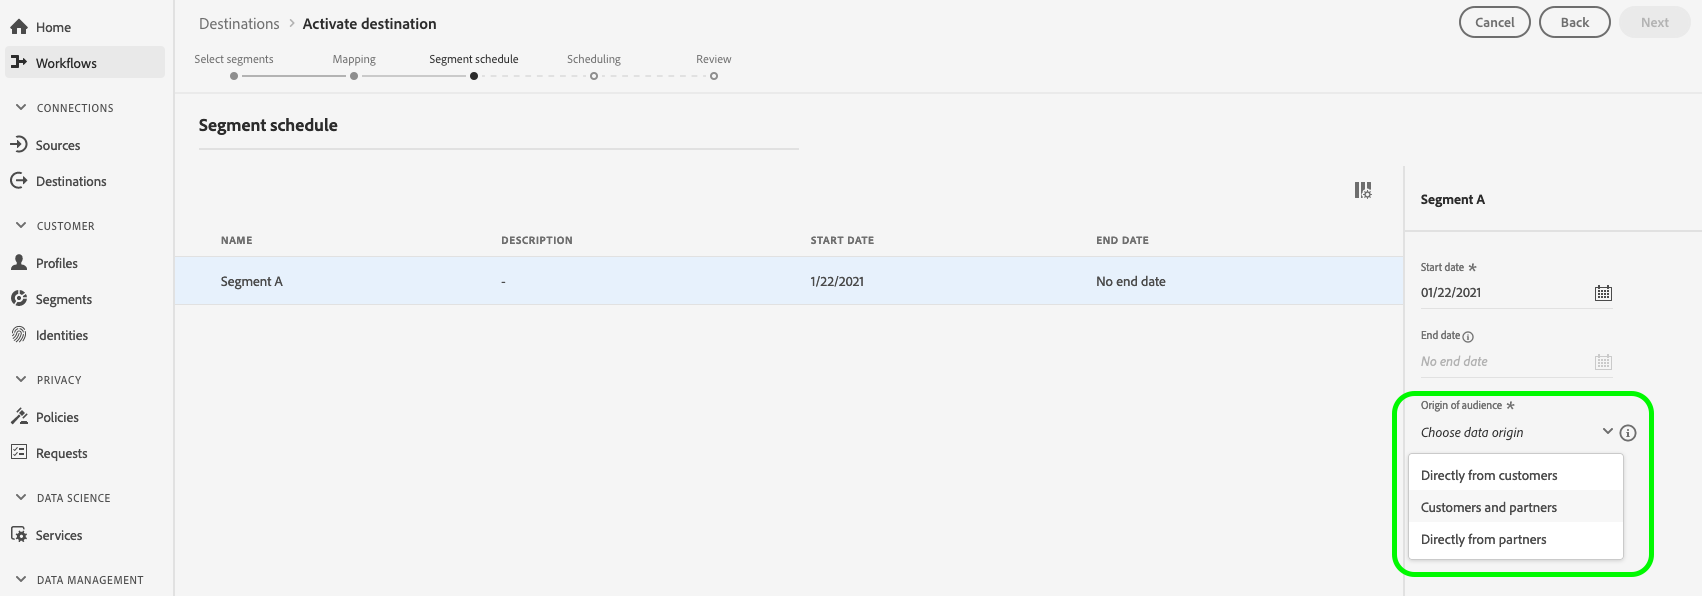 Home
Workflows
CONNECTIONS
Sources
Destinations
CUSTOMER
Profiles
Segments
Identities
PRIVACY
Policies
Requests
DATA SCIENCE
Services
DATA MANAGEMENT
Destinations > Activate destination
Cancel
Back
Next
Select segments
Mapping
Segment schedule
Scheduling
Review
Segment schedule
NAME DESCRIPTION START DATE END DATE
Segment A - 1/22/2021 No end date
Segment A
Start date *
01/22/2021
End date
No end date
Origin of audience *
Choose data origin
Directly from customers
Customers and partners
Directly from partners